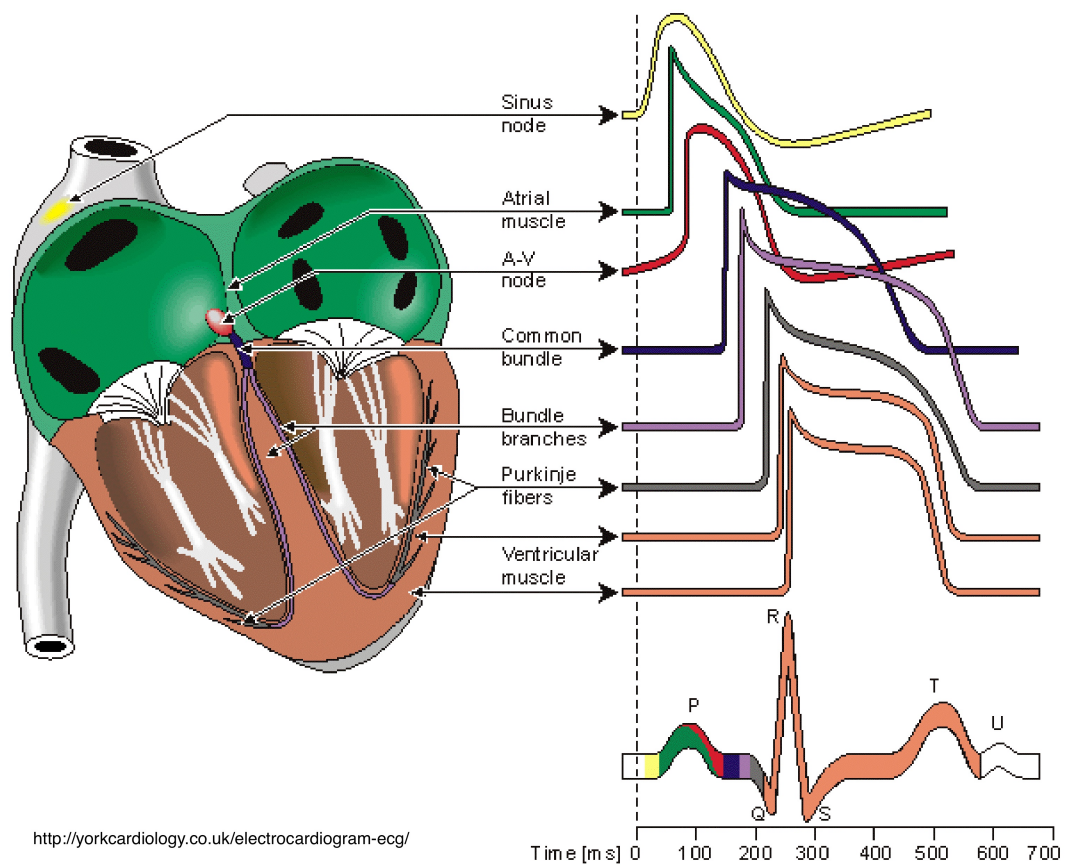 Sinus
node
Atrial
muscle
A-V
node
Common
bundle
Bundle
branches
Purkinje
fibers
Ventricular
muscle
R
P
T
U
Q
S
http://yorkcardiology.co.uk/electrocardiogram-ecg/
Time [ms] 0 100 200 300 400 500 600 700